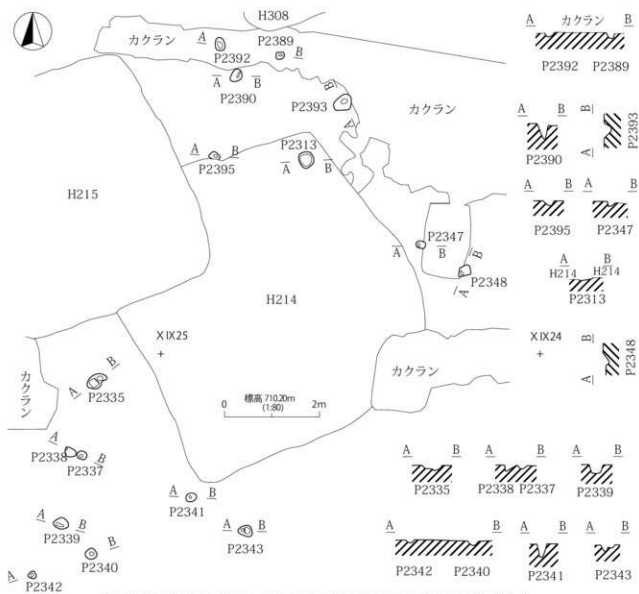 H308
カクラン
A
P2392
P2389
B
A B
P2390
B
P2393
A
カクラン
P2313
A B
A B
P2395
H215
A B
P2347
B
P2348
A
H214
X IX25
カクラン
カクラン
標高 710.20m
(1:80)
0 2m
A B
P2335
A
P2338
P2337
B
A B
P2341
A B
P2339
B
P2340
A B
P2343
A
P2342
A カクラン B
P2392 P2389
A B
P2390
B
A
P2393
A B
P2395
A B
P2347
A B
H214 H214
P2313
X IX24
B
A
P2348
A B
P2335
A B
P2338 P2337
A B
P2339
A B
P2342 P2340
A B
P2341
A B
P2343